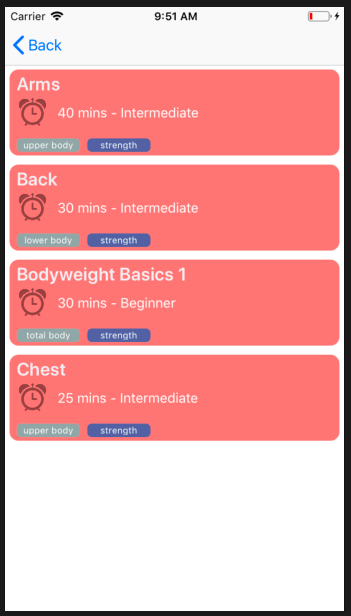 Carrier 9:51 AM
Back
Arms
40 mins - Intermediate
upper body strength
Back
30 mins - Intermediate
lower body strength
Bodyweight Basics 1
30 mins - Beginner
total body strength
Chest
25 mins - Intermediate
upper body strength